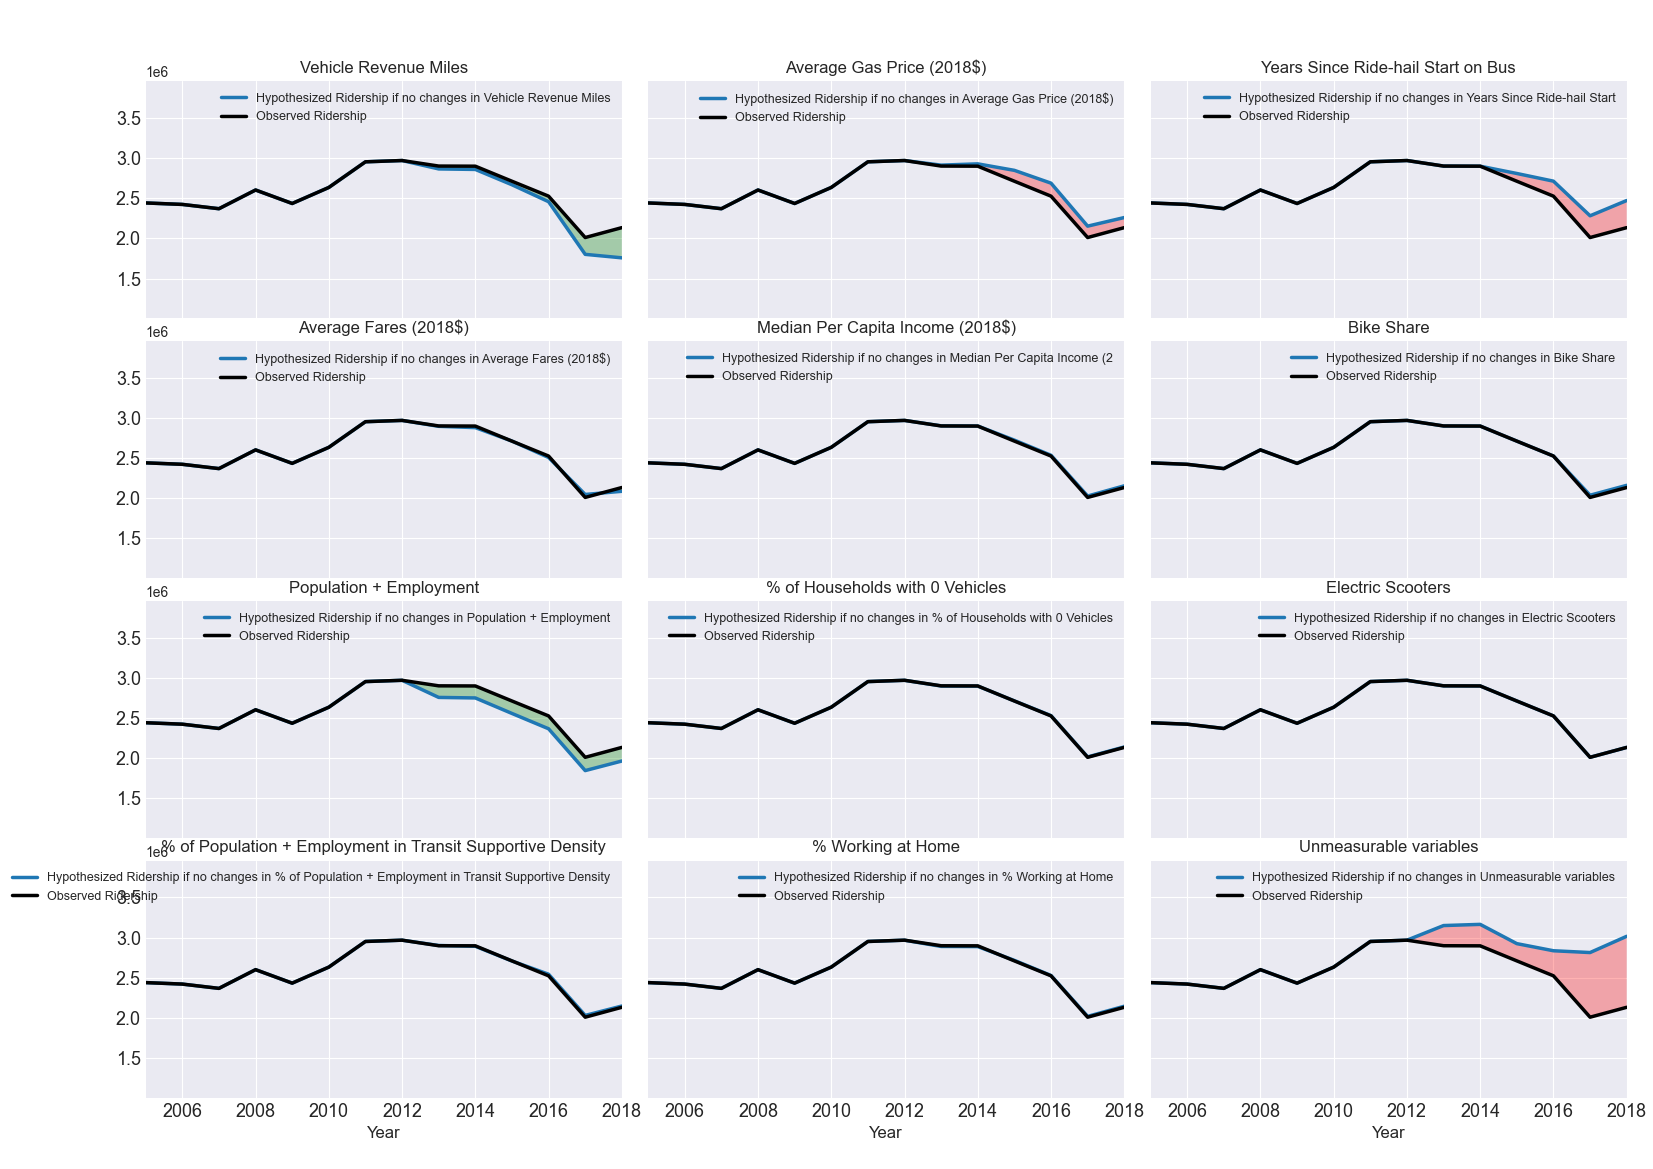 Vehicle Revenue Miles
Average Gas Price (2018$)
Years Since Ride-hail Start on Bus
1e6
Hypothesized Ridership if no changes in Vehicle Revenue Miles
Observed Ridership
Hypothesized Ridership if no changes in Average Gas Price (2018$)
Observed Ridership
Hypothesized Ridership if no changes in Years Since Ride-hail Start
Observed Ridership
3.5
3.0
2.5
2.0
1.5
Average Fares (2018$)
Median Per Capita Income (2018$)
Bike Share
1e6
Hypothesized Ridership if no changes in Average Fares (2018$)
Observed Ridership
Hypothesized Ridership if no changes in Median Per Capita Income (2
Observed Ridership
Hypothesized Ridership if no changes in Bike Share
Observed Ridership
3.5
3.0
2.5
2.0
1.5
Population + Employment
% of Households with 0 Vehicles
Electric Scooters
1e6
Hypothesized Ridership if no changes in Population + Employment
Observed Ridership
Hypothesized Ridership if no changes in % of Households with 0 Vehicles
Observed Ridership
Hypothesized Ridership if no changes in Electric Scooters
Observed Ridership
3.5
3.0
2.5
2.0
1.5
% of Population + Employment in Transit Supportive Density
% Working at Home
Unmeasurable variables
1e6
Hypothesized Ridership if no changes in % of Population + Employment in Transit Supportive Density
Observed Ridership
Hypothesized Ridership if no changes in % Working at Home
Observed Ridership
Hypothesized Ridership if no changes in Unmeasurable variables
Observed Ridership
3.5
3.0
2.5
2.0
1.5
2006 2008 2010 2012 2014 2016 2018
2006 2008 2010 2012 2014 2016 2018
2006 2008 2010 2012 2014 2016 2018
Year
Year
Year